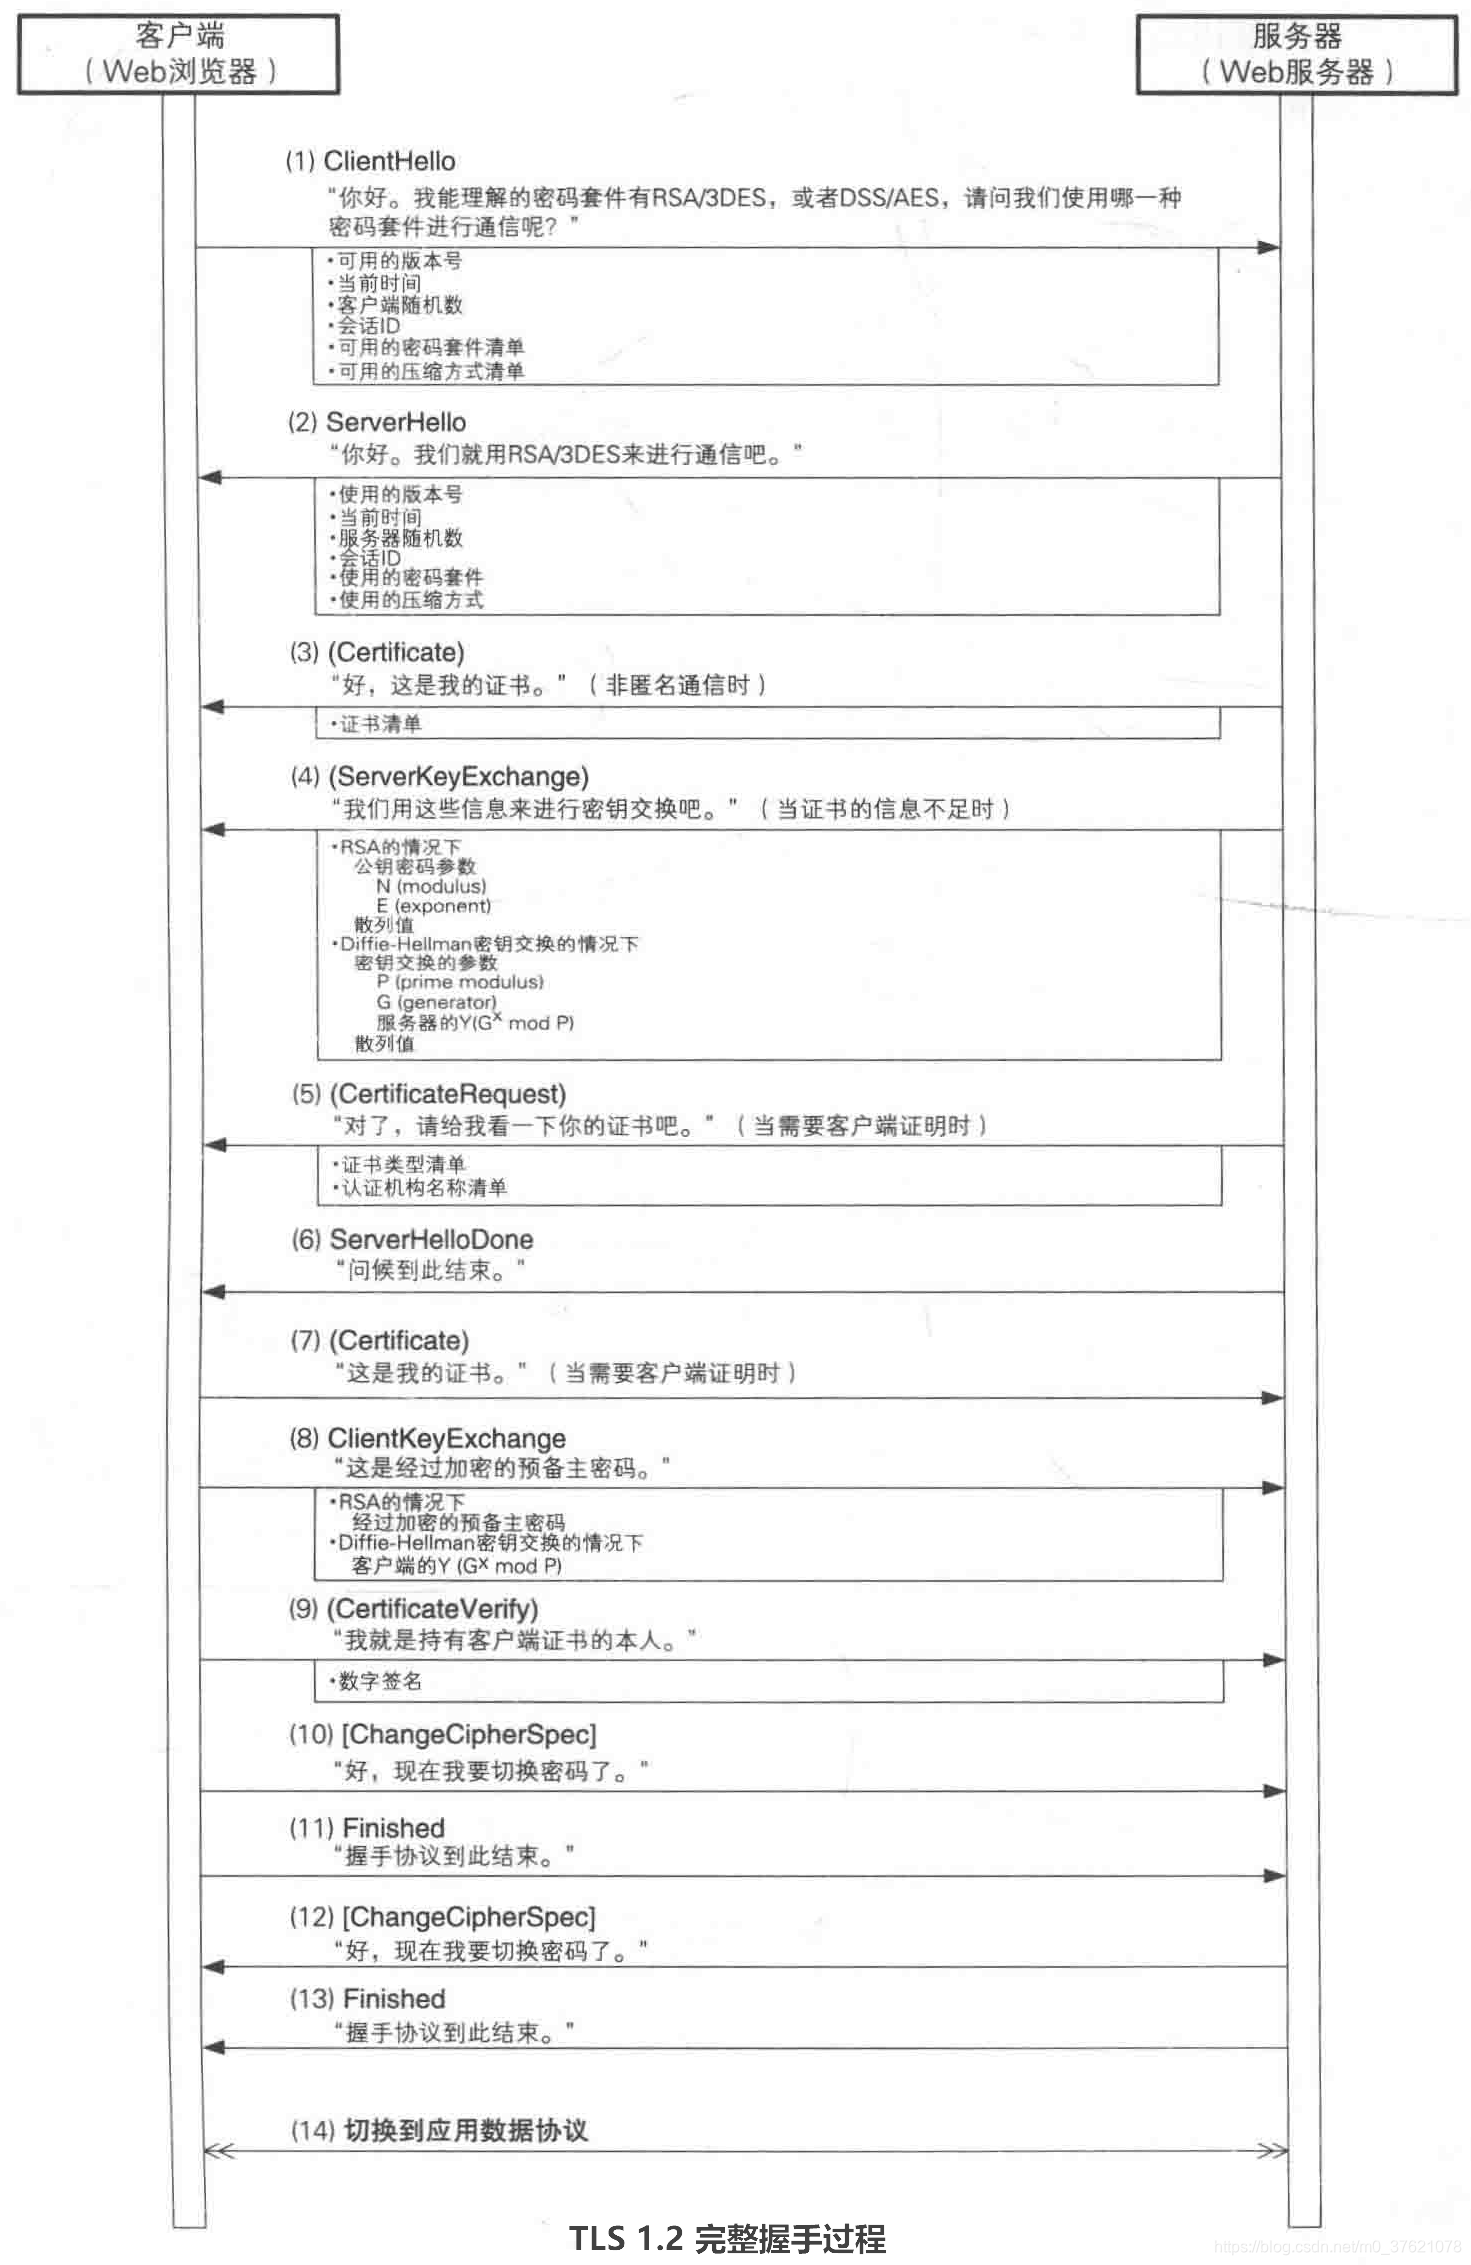 客户端
（Web浏览器）
服务器
（Web服务器）
(1) ClientHello
“你好。我能理解的密码套件有RSA/3DES，或者DSS/AES，请问我们使用哪一种
密码套件进行通信呢？”
·可用的版本号
·当前时间
·客户端随机数
·会话ID
·可用的密码套件清单
·可用的压缩方式清单
(2) ServerHello
“你好。我们就用RSA/3DES来进行通信吧。”
·使用的版本号
·当前时间
·服务器随机数
·会话ID
·使用的密码套件
·使用的压缩方式
(3) (Certificate)
“好，这是我的证书。”（非匿名通信时）
·证书清单
(4) (ServerKeyExchange)
“我们用这些信息来进行密钥交换吧。”（当证书的信息不足时）
·RSA的情况下
公钥密码参数
N (modulus)
E (exponent)
散列值
·Diffie-Hellman密钥交换的情况下
密钥交换的参数
P (prime modulus)
G (generator)
服务器的Y(G^x mod P)
散列值
(5) (CertificateRequest)
“对了，请给我看一下你的证书吧。”（当需要客户端证明时）
·证书类型清单
·认证机构名称清单
(6) ServerHelloDone
“问候到此结束。”
(7) (Certificate)
“这是我的证书。”（当需要客户端证明时）
(8) ClientKeyExchange
“这是经过加密的预备主密码。”
·RSA的情况下
经过加密的预备主密码
·Diffie-Hellman密钥交换的情况下
客户端的Y (G^x mod P)
(9) (CertificateVerify)
“我就是持有客户端证书的本人。”
·数字签名
(10) [ChangeCipherSpec]
“好，现在我要切换密码了。”
(11) Finished
“握手协议到此结束。”
(12) [ChangeCipherSpec]
“好，现在我要切换密码了。”
(13) Finished
“握手协议到此结束。”
(14) 切换到应用数据协议
TLS 1.2 完整握手过程
https://blog.csdn.net/m0_37621078